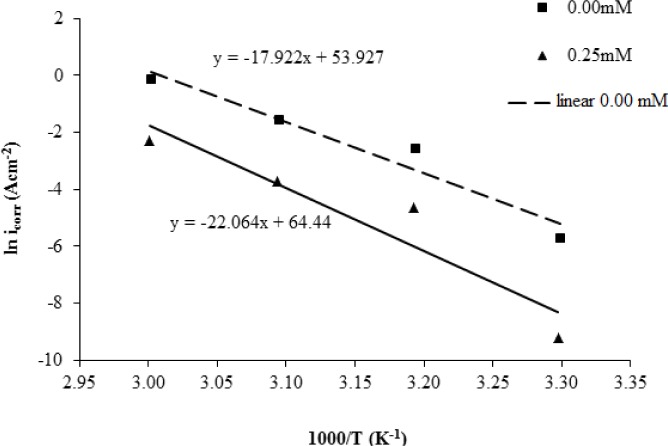 2
0
-2
-4
-6
-8
-10
2.95 3.00 3.05 3.10 3.15 3.20 3.25 3.30 3.35
ln i_corr (Acm^-2)
1000/T (K^-1)
y = -17.922x + 53.927
y = -22.064x + 64.44
0.00mM
0.25mM
linear 0.00 mM